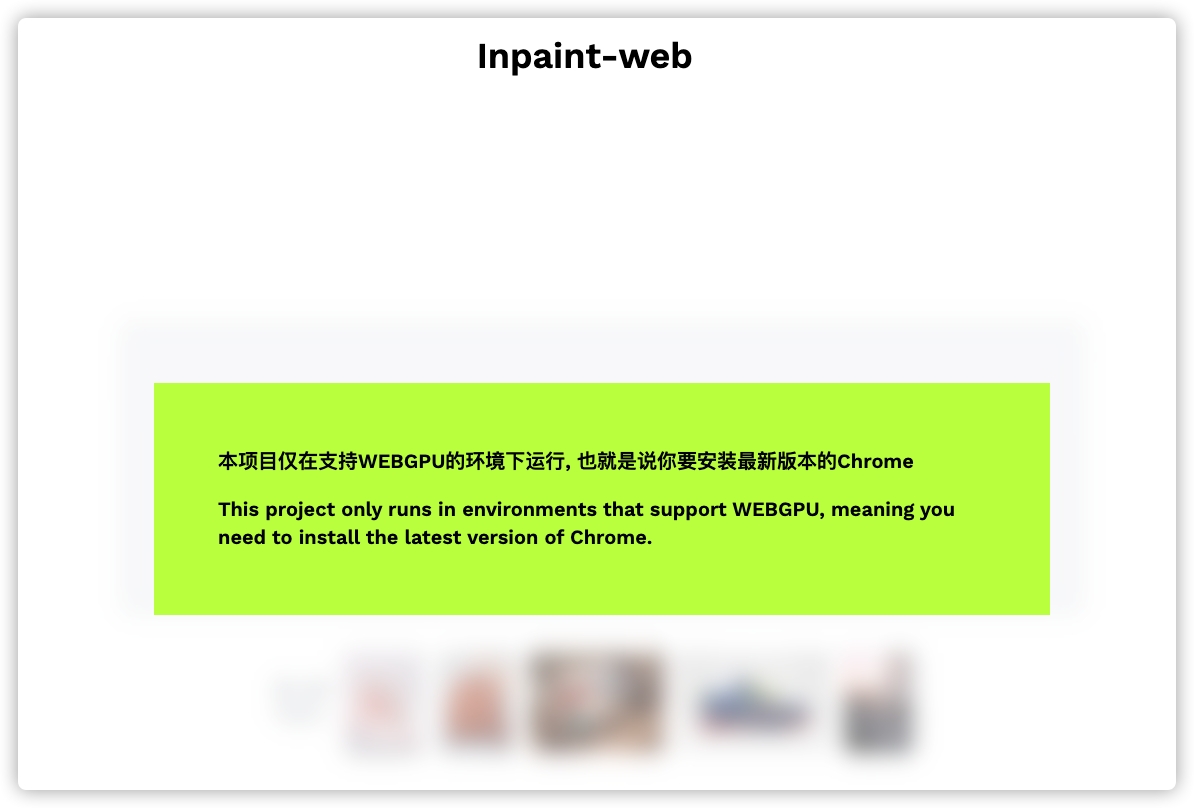 Inpaint-web
本项目仅在支持WEBGPU的环境下运行, 也就是说你要安装最新版本的Chrome
This project only runs in environments that support WEBGPU, meaning you
need to install the latest version of Chrome.